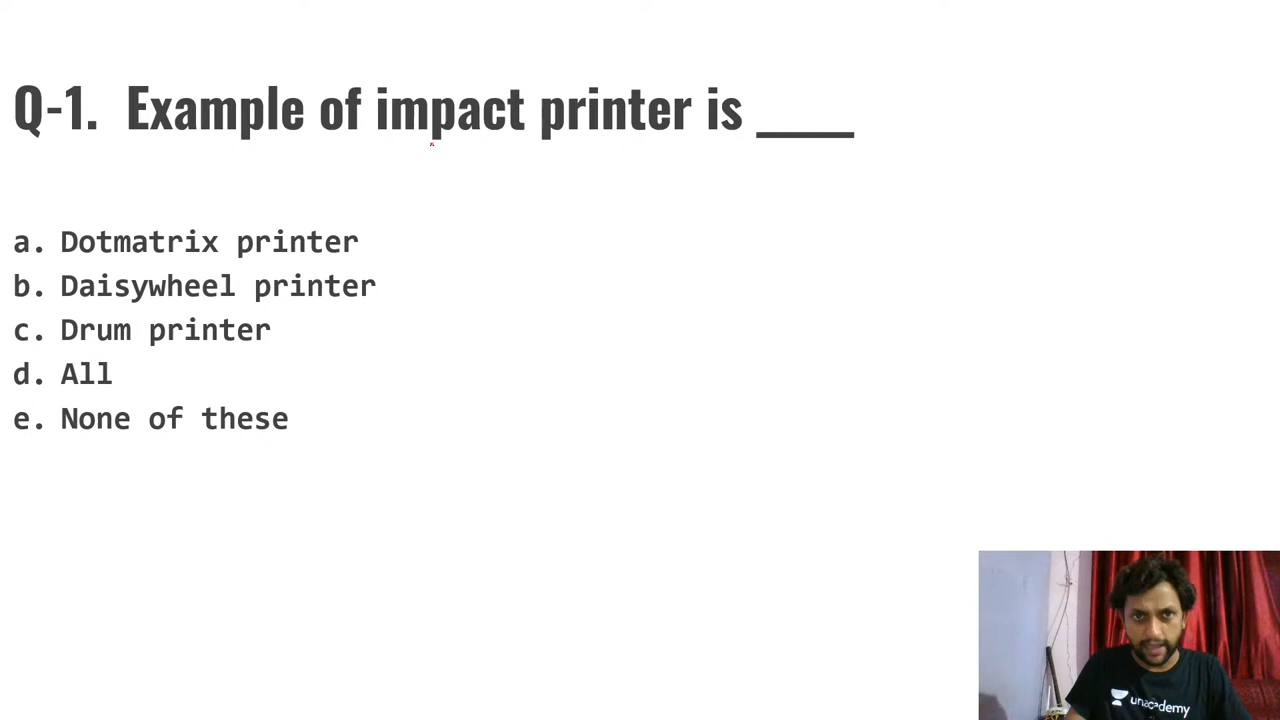 Q-1. Example of impact printer is ____
a. Dotmatrix printer
b. Daisywheel printer
c. Drum printer
d. All
e. None of these
unacademy